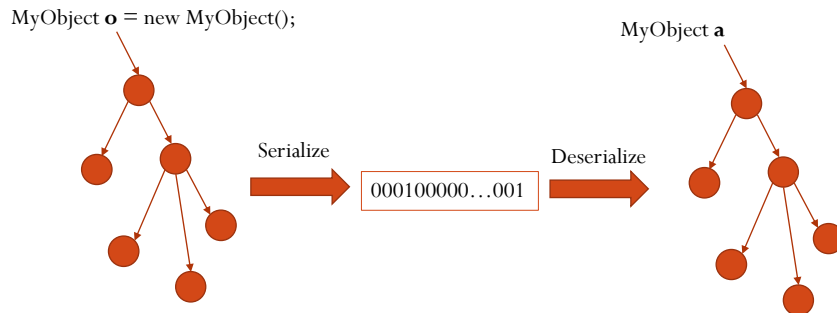 MyObject o = new MyObject();
MyObject a
Serialize
000100000…001
Deserialize